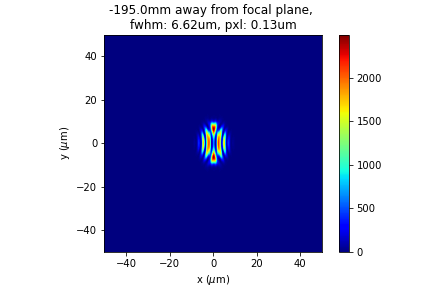 -195.0mm away from focal plane,
fwhm: 6.62um, pxl: 0.13um
40
20
0
−20
−40
y (μm)
−40 −20 0 20 40
x (μm)
2000
1500
1000
500
0